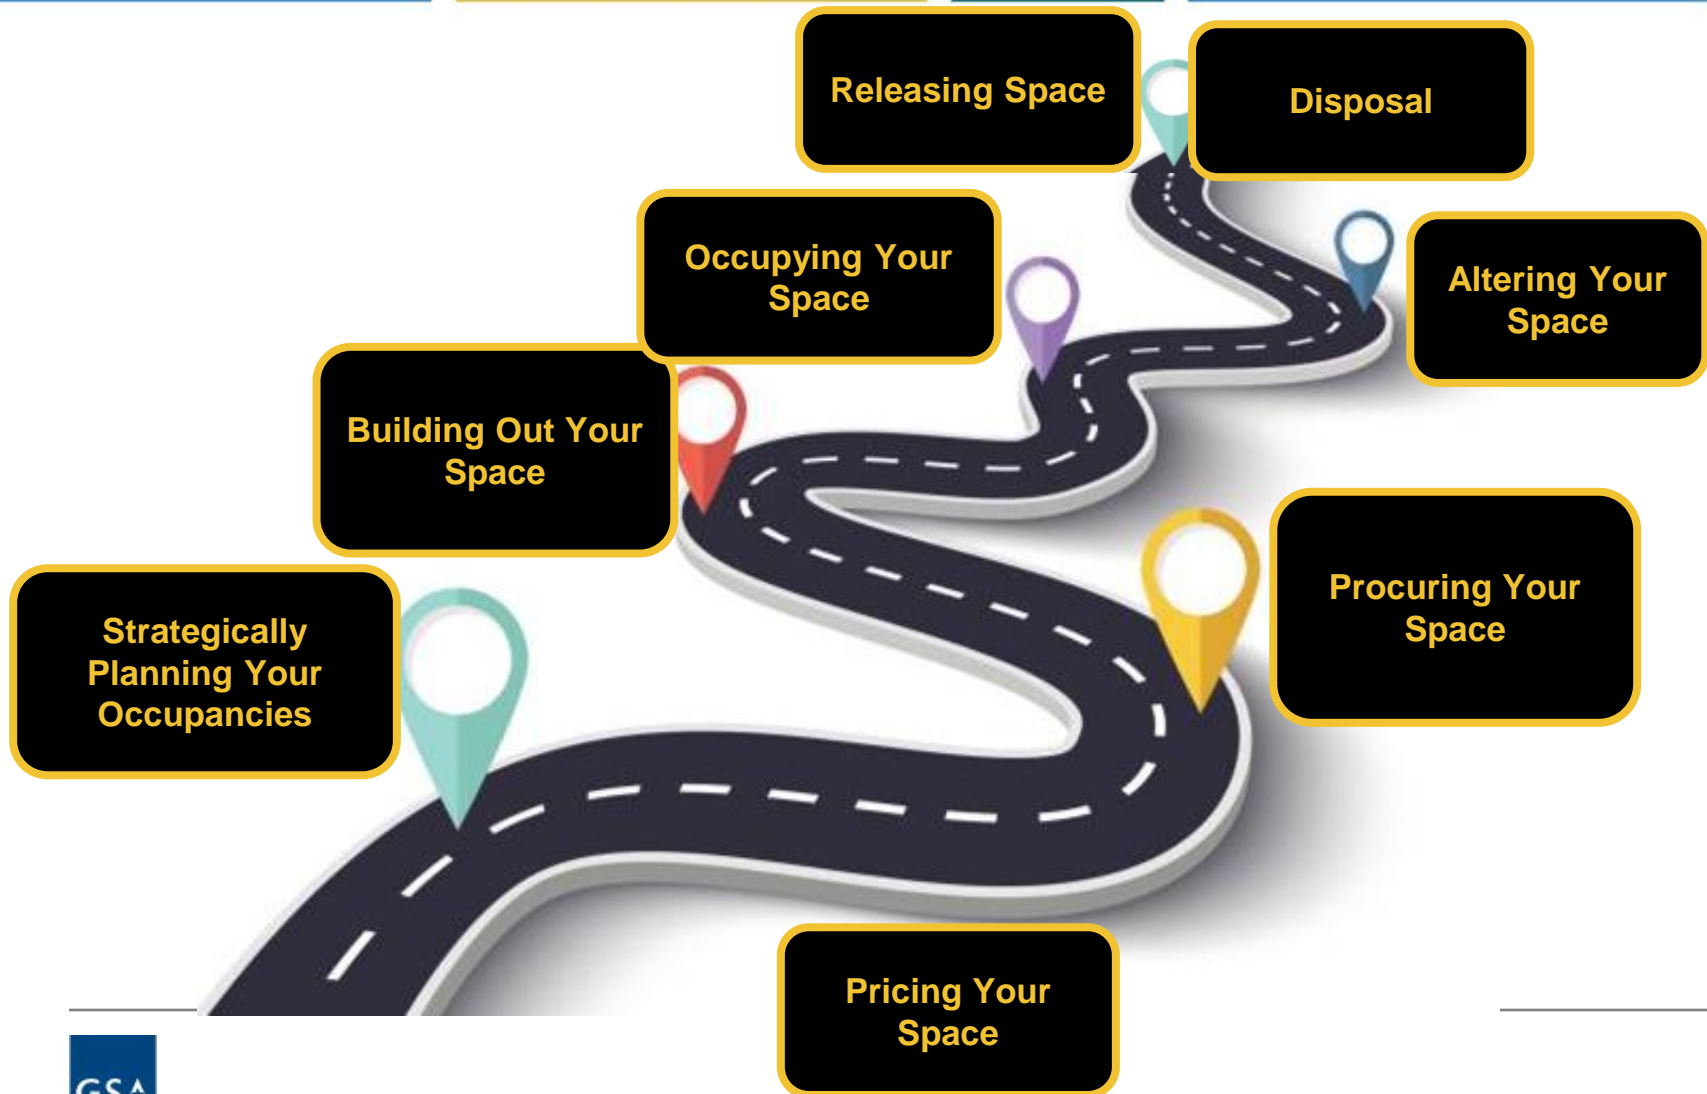 Releasing Space
Disposal
Occupying Your
Space
Altering Your
Space
Building Out Your
Space
Procuring Your
Space
Strategically
Planning Your
Occupancies
Pricing Your
Space
GSA